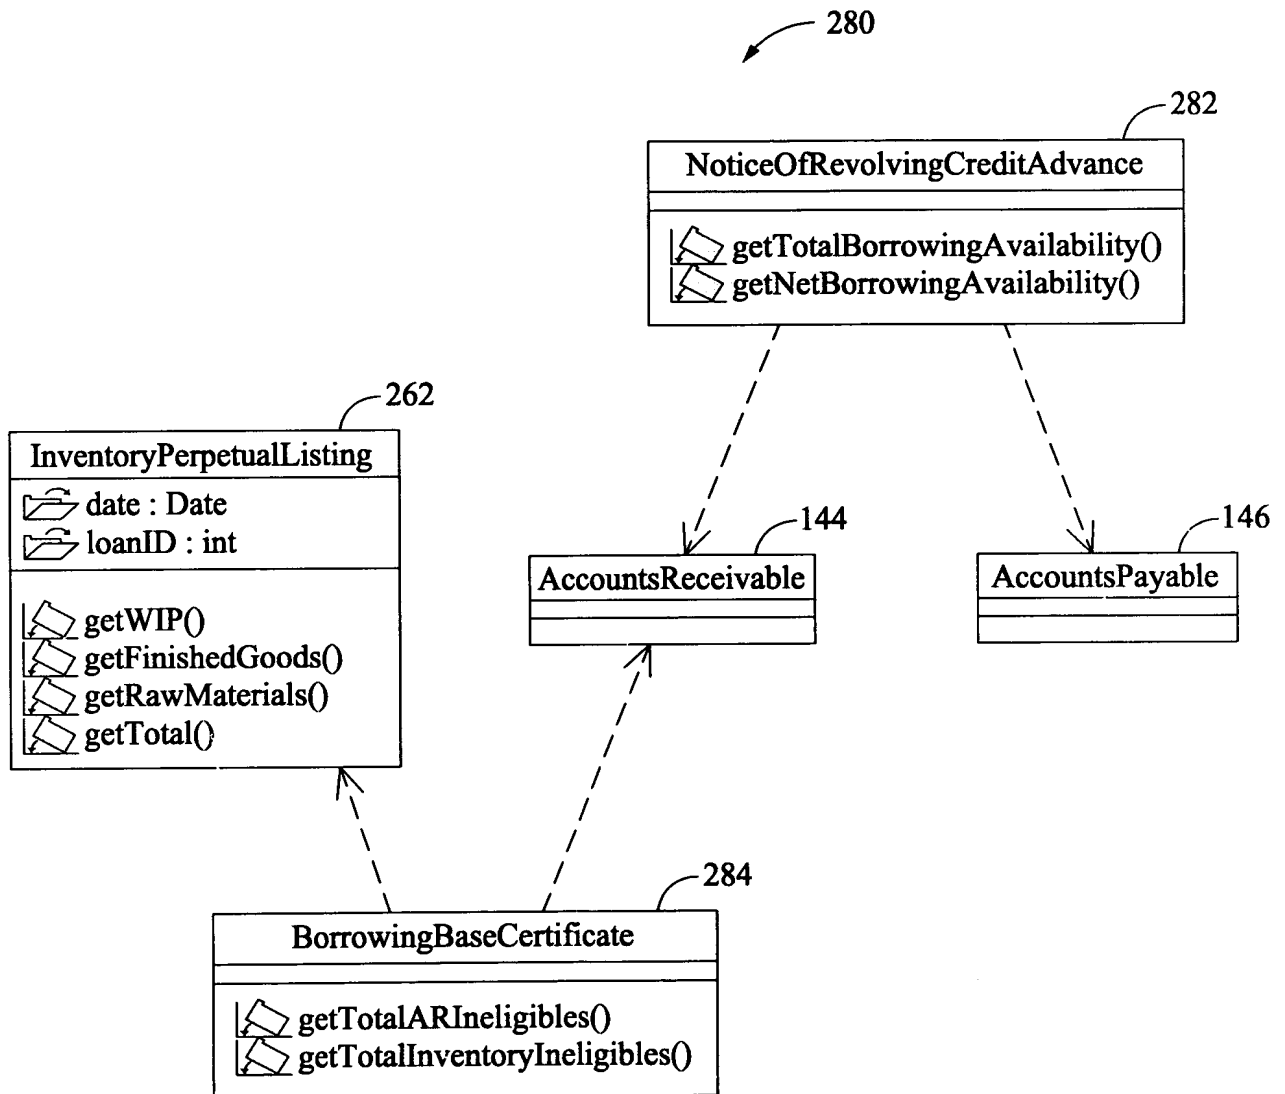 280
282
NoticeOfRevolvingCreditAdvance
getTotalBorrowingAvailability()
getNetBorrowingAvailability()
262
InventoryPerpetualListing
date : Date
loanID : int
getWIP()
getFinishedGoods()
getRawMaterials()
getTotal()
144
AccountsReceivable
146
AccountsPayable
284
BorrowingBaseCertificate
getTotalARIneligibles()
getTotalInventoryIneligibles()